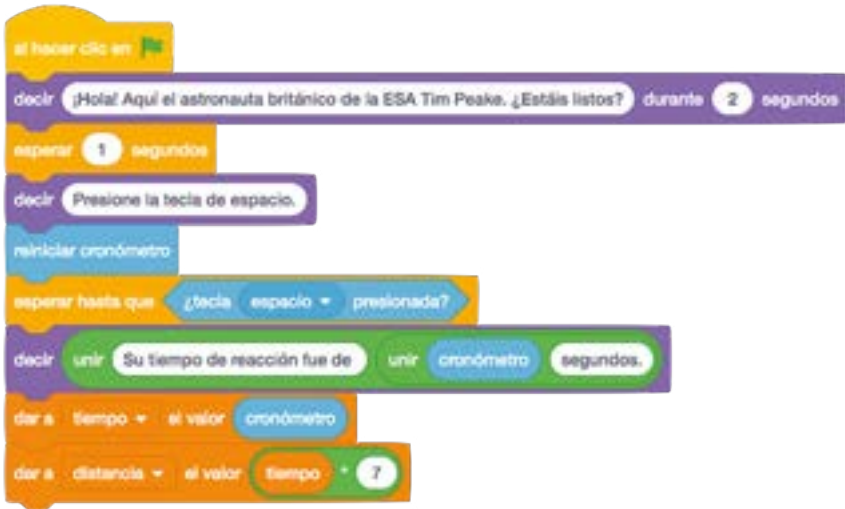 al hacer clic en
decir ¡Hola! Aquí el astronauta británico de la ESA Tim Peake. ¿Estáis listos? durante 2 segundos
esperar 1 segundos
decir Presione la tecla de espacio.
reiniciar cronómetro
esperar hasta que ¿tecla espacio presionada?
decir unir Su tiempo de reacción fue de unir cronómetro segundos.
dar a tiempo el valor cronómetro
dar a distancia el valor tiempo * 7